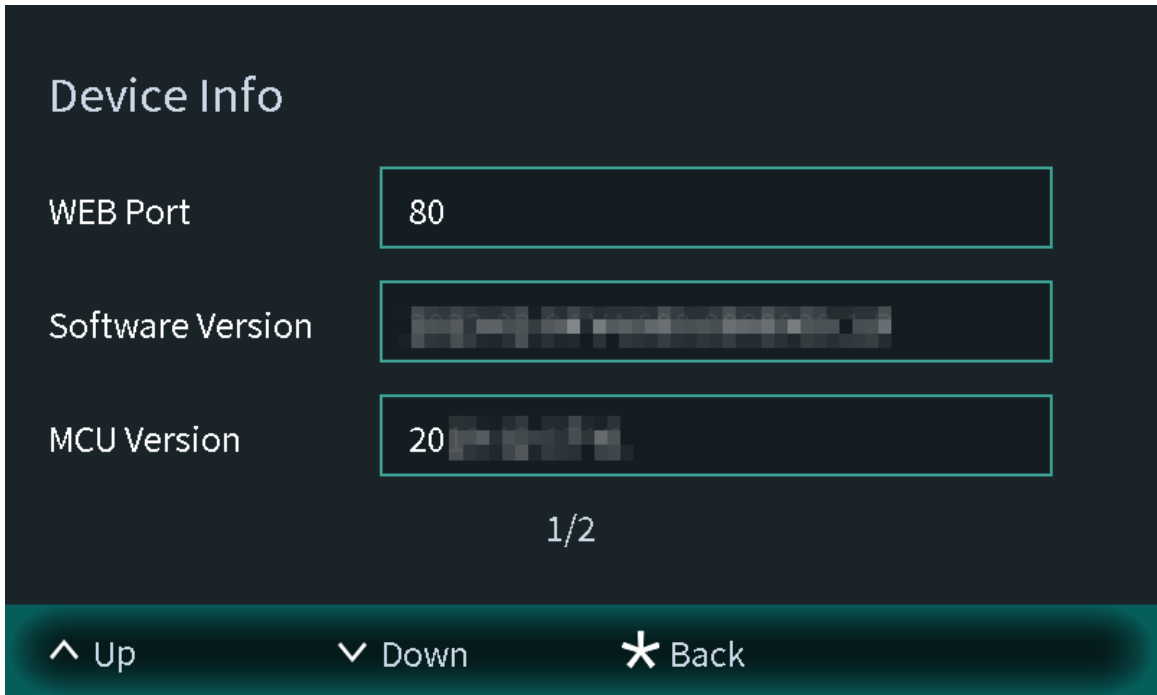 Device Info
WEB Port 80
Software Version
MCU Version 20
1/2
Up Down Back